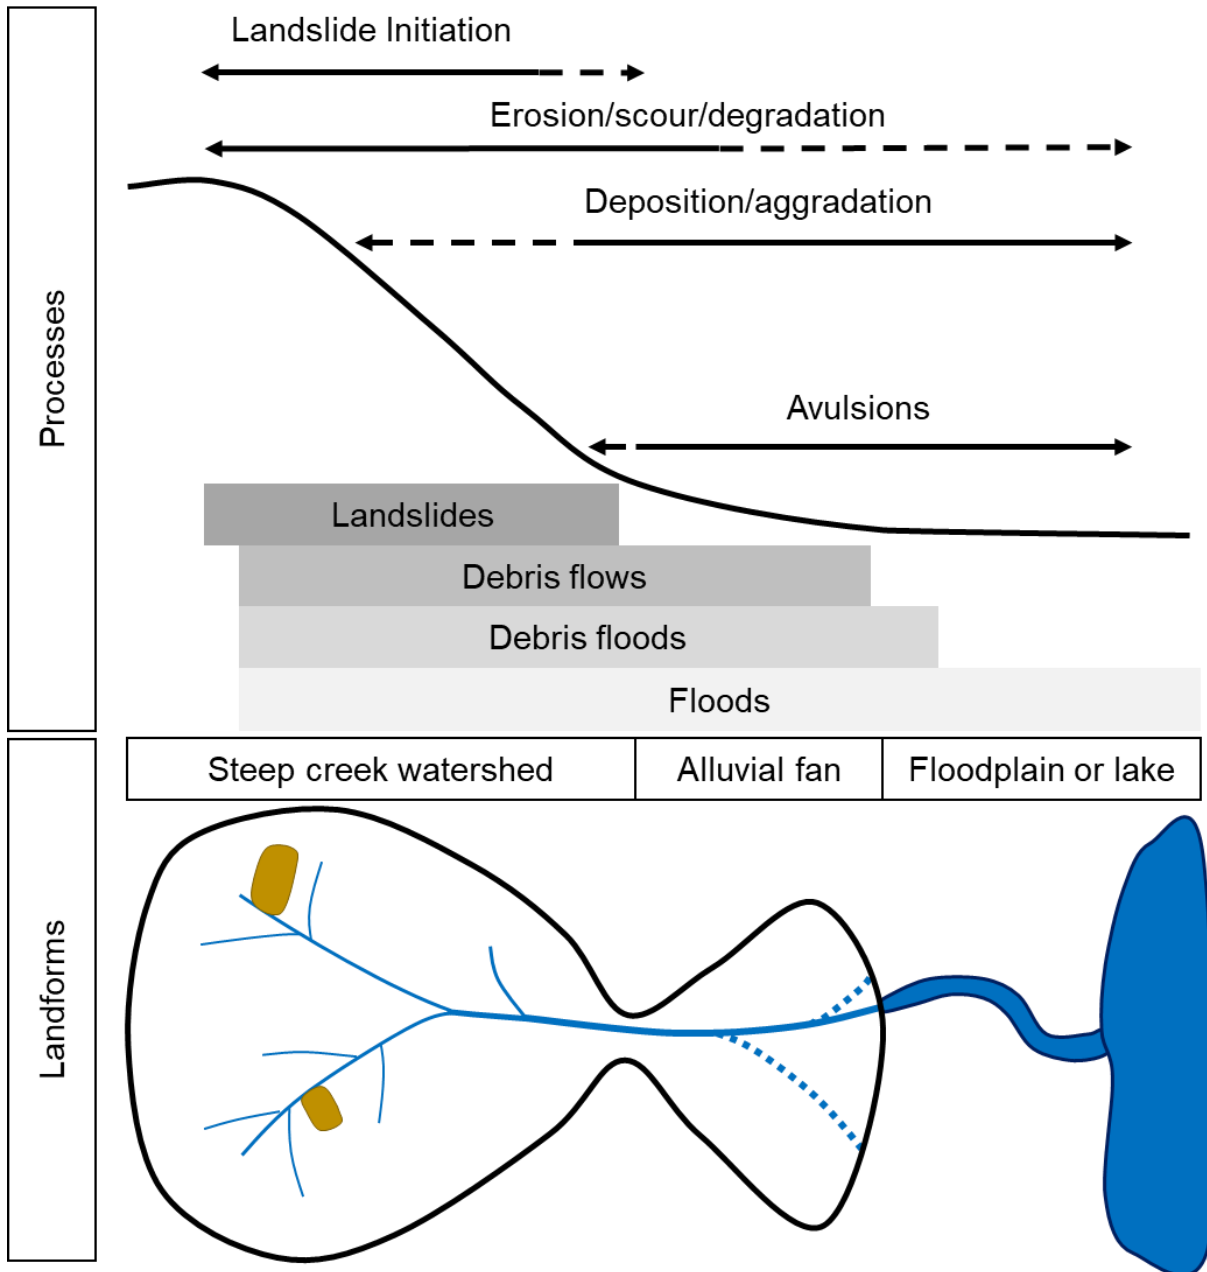 Landslide Initiation
Erosion/scour/degradation
Deposition/aggradation
Processes
Avulsions
Landslides
Debris flows
Debris floods
Floods
Steep creek watershed
Alluvial fan
Floodplain or lake
Landforms